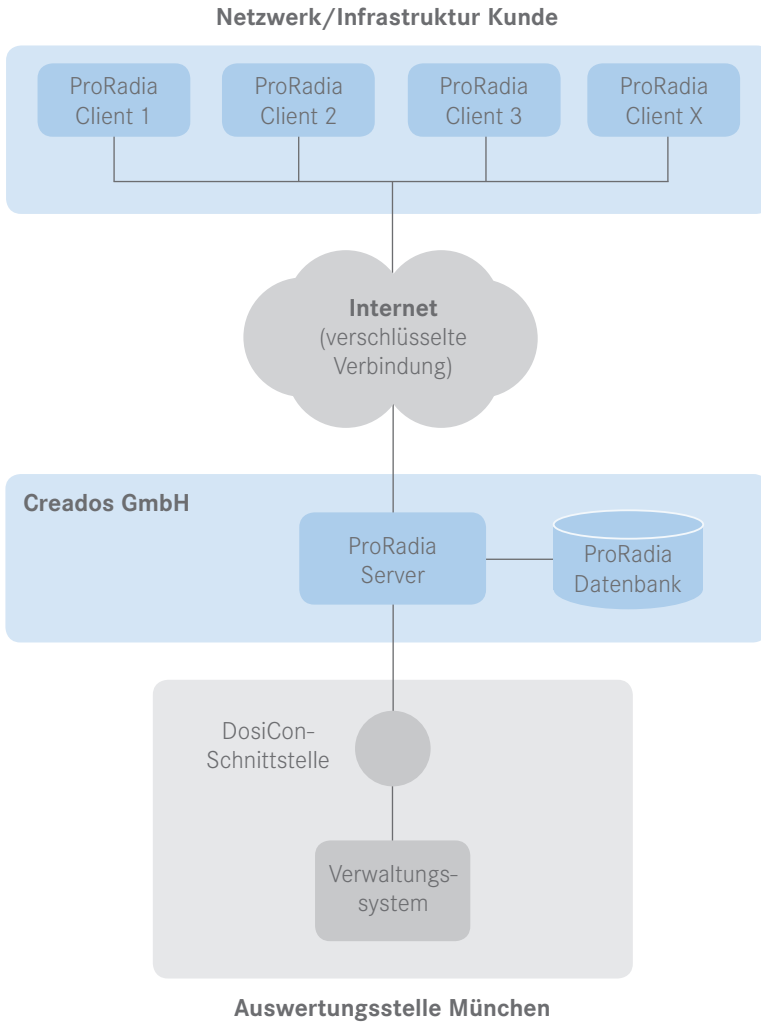 Netzwerk/Infrastruktur Kunde
ProRadia
Client 1
ProRadia
Client 2
ProRadia
Client 3
ProRadia
Client X
Internet
(verschlüsselte
Verbindung)
Creados GmbH
ProRadia
Server
ProRadia
Datenbank
DosiCon-
Schnittstelle
Verwaltungs-
system
Auswertungsstelle München